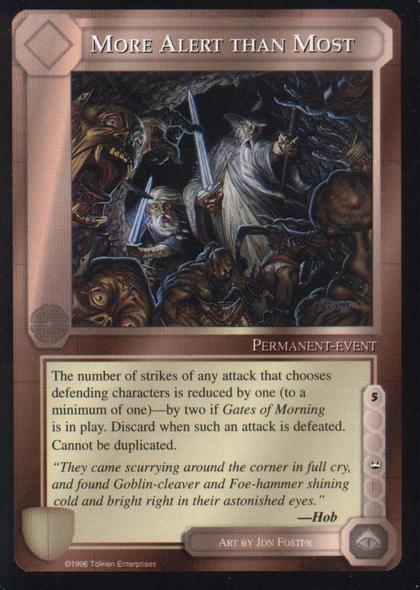 More Alert than Most
Permanent-event
The number of strikes of any attack that chooses
defending characters is reduced by one (to a
minimum of one)—by two if Gates of Morning
is in play. Discard when such an attack is defeated.
Cannot be duplicated.
5
“They came scurrying around the corner in full cry,
and found Goblin-cleaver and Foe-hammer shining
cold and bright right in their astonished eyes.”
—Hob
Art by Jon Foster
©1996 Tolkien Enterprises